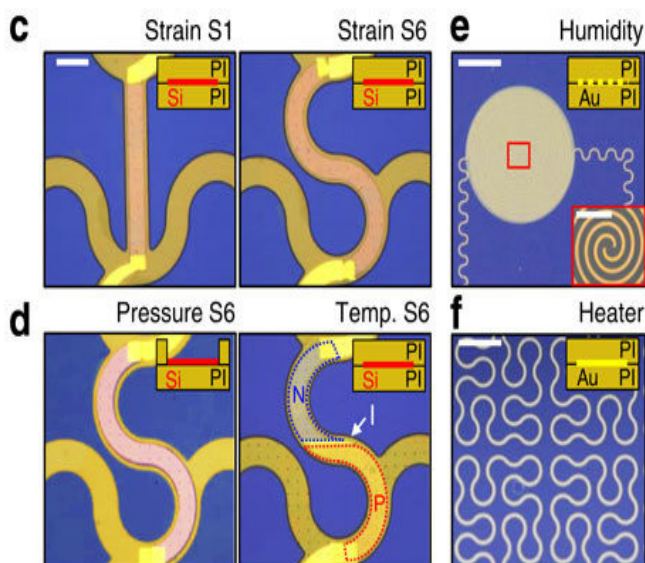 c
Strain S1
Strain S6
e
Humidity
PI
Si PI
PI
Si PI
PI
Au PI
d
Pressure S6
Temp. S6
f
Heater
Si PI
N
I
P
PI
Si PI
PI
Au PI